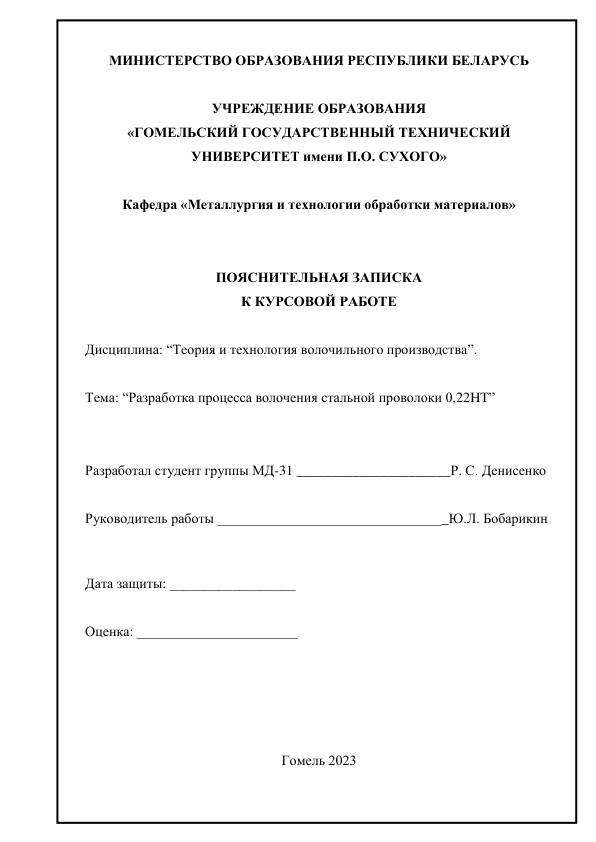 МИНИСТЕРСТВО ОБРАЗОВАНИЯ РЕСПУБЛИКИ БЕЛАРУСЬ
УЧРЕЖДЕНИЕ ОБРАЗОВАНИЯ
«ГОМЕЛЬСКИЙ ГОСУДАРСТВЕННЫЙ ТЕХНИЧЕСКИЙ
УНИВЕРСИТЕТ имени П.О. СУХОГО»
Кафедра «Металлургия и технологии обработки материалов»
ПОЯСНИТЕЛЬНАЯ ЗАПИСКА
К КУРСОВОЙ РАБОТЕ
Дисциплина: “Теория и технология волочильного производства”.
Тема: “Разработка процесса волочения стальной проволоки 0,22НТ”
Разработал студент группы МД-31 ______________________Р. С. Денисенко
Руководитель работы _________________________________Ю.Л. Бобарикин
Дата защиты: __________________
Оценка: _______________________
Гомель 2023